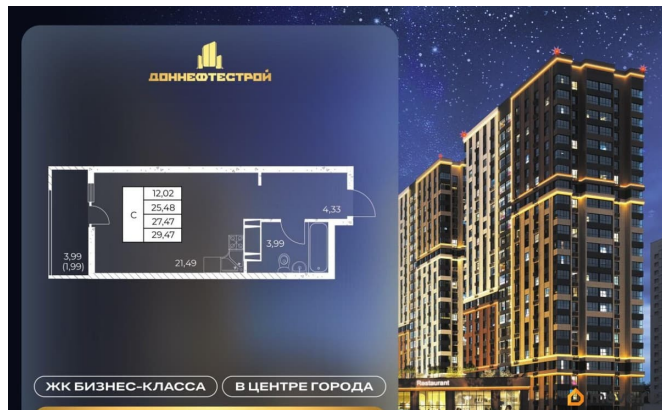 ДОННЕФТЕСТРОЙ
12,02
С
25,48
27,47
29,47
4,33
3,99
3,99
(1,99)
21,49
ЖК БИЗНЕС-КЛАССА
В ЦЕНТРЕ ГОРОДА
Restaurant